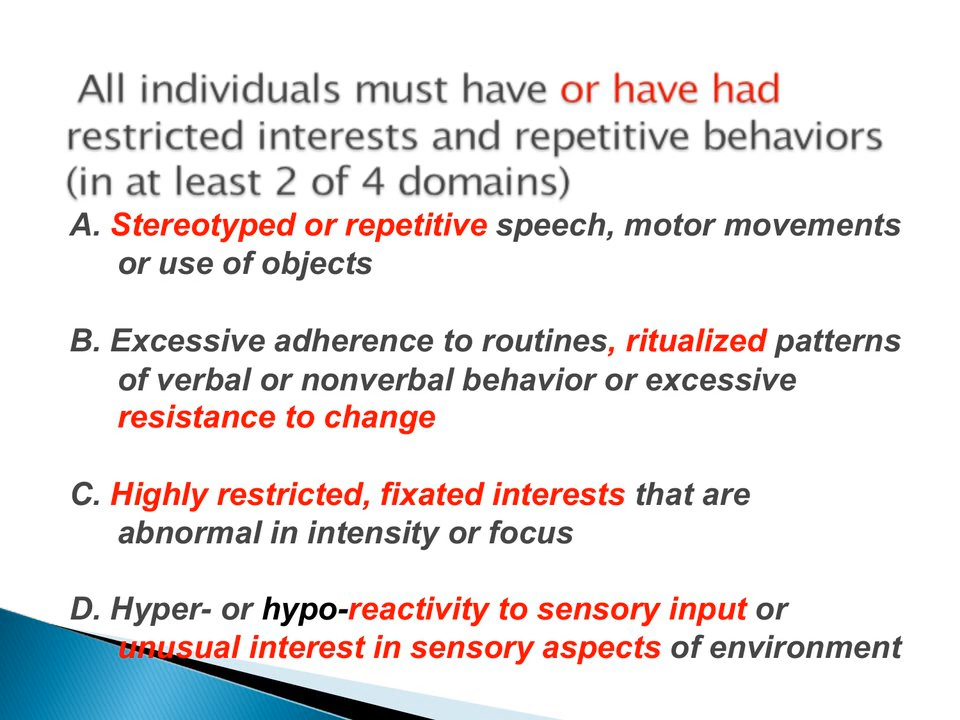 All individuals must have or have had
restricted interests and repetitive behaviors
(in at least 2 of 4 domains)
A. Stereotyped or repetitive speech, motor movements
or use of objects
B. Excessive adherence to routines, ritualized patterns
of verbal or nonverbal behavior or excessive
resistance to change
C. Highly restricted, fixated interests that are
abnormal in intensity or focus
D. Hyper- or hypo-reactivity to sensory input or
unusual interest in sensory aspects of environment